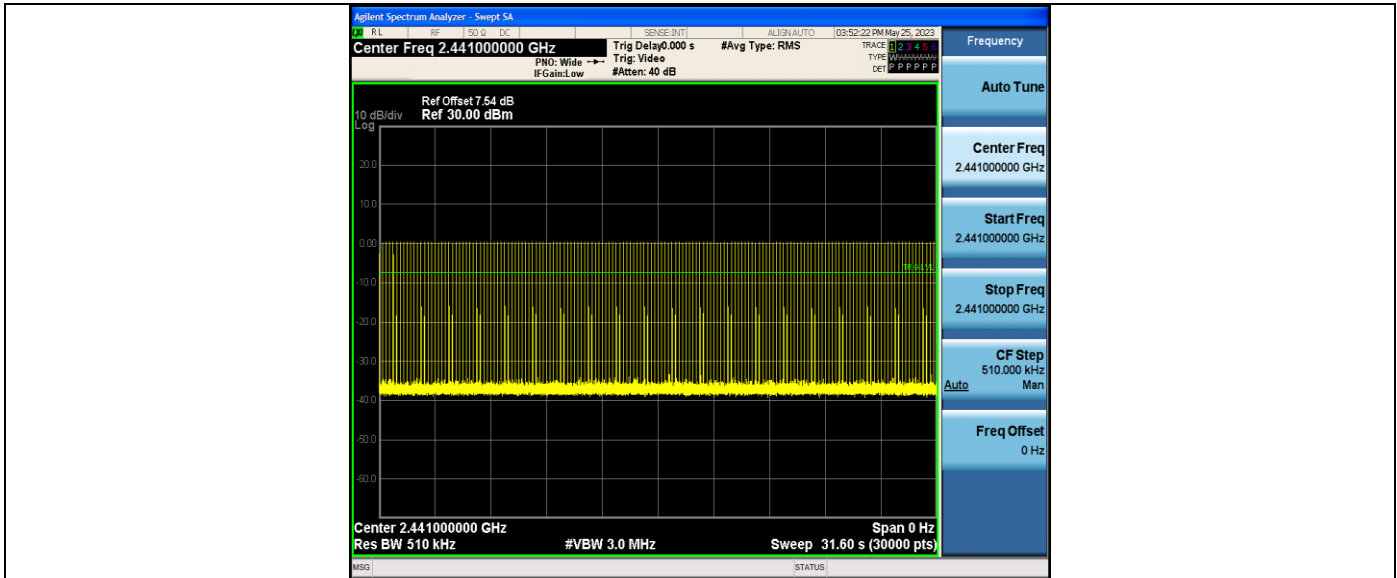 Agilent Spectrum Analyzer - Swept SA
RL RF 50 Ω DC SENSE:INT ALIGNAUTO 03:52:22 PM May 25, 2023
Center Freq 2.441000000 GHz
PNO: Wide
IFGain:Low
Trig Delay0.000 s
Trig: Video
#Atten: 40 dB
#Avg Type: RMS
TRACE 1 2 3 4 5 6
TYPE
DET P P P P P P
Ref Offset 7.54 dB
10 dB/div Ref 30.00 dBm
Log
20.0
10.0
0.00
TRIG LVL
-10.0
-20.0
-30.0
-40.0
-50.0
-60.0
Center 2.441000000 GHz Span 0 Hz
Res BW 510 kHz #VBW 3.0 MHz Sweep 31.60 s (30000 pts)
MSG STATUS
Frequency
Auto Tune
Center Freq
2.441000000 GHz
Start Freq
2.441000000 GHz
Stop Freq
2.441000000 GHz
CF Step
510.000 kHz
Auto Man
Freq Offset
0 Hz